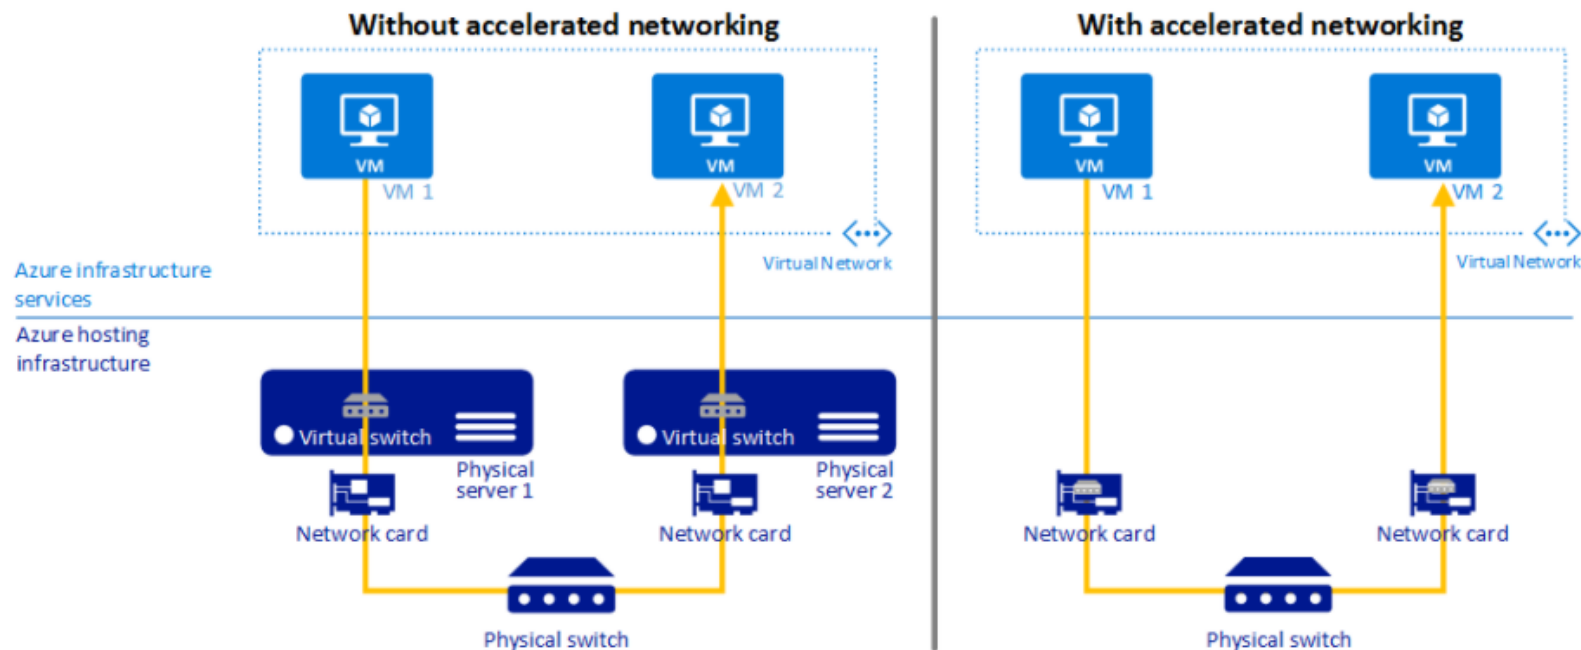 Without accelerated networking
With accelerated networking
VM
VM 1
VM
VM 2
VM
VM 1
VM
VM 2
Virtual Network
Virtual Network
Azure infrastructure
services
Azure hosting
infrastructure
Virtual switch
Physical
server 1
Virtual switch
Physical
server 2
Network card
Network card
Network card
Network card
Physical switch
Physical switch